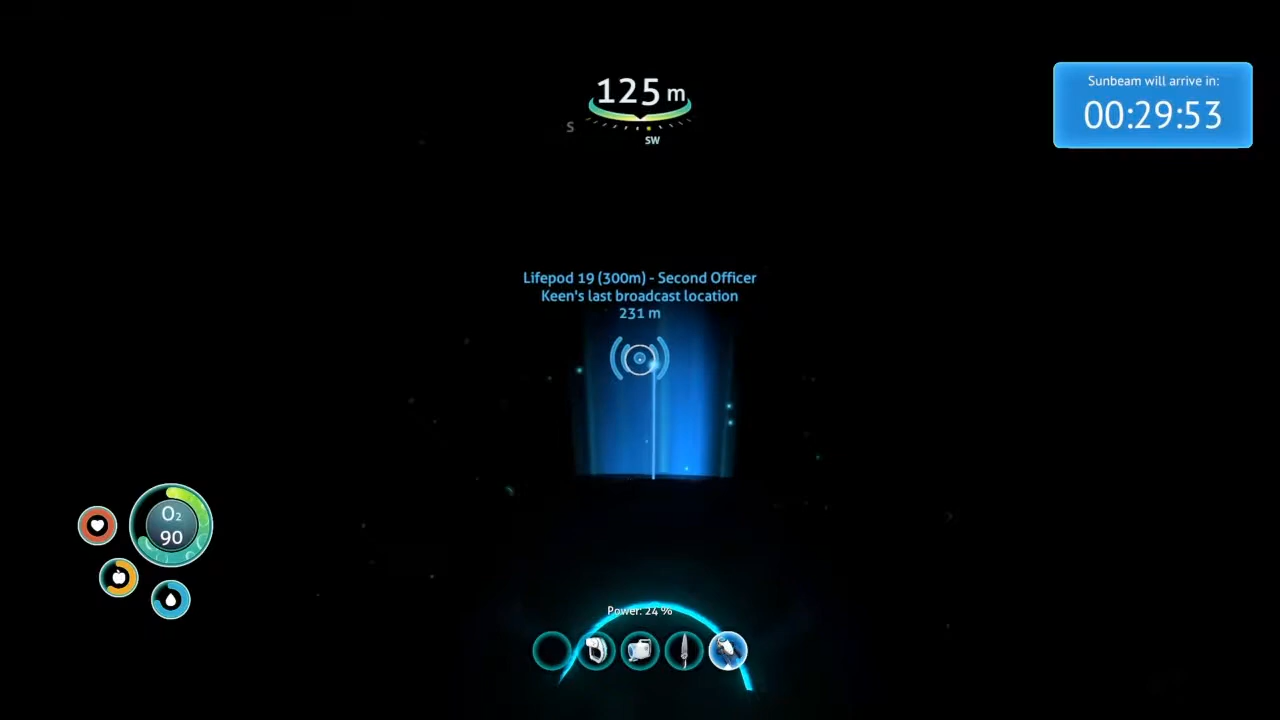 125 m
S
SW
Sunbeam will arrive in:
00:29:53
Lifepod 19 (300m) - Second Officer
Keen's last broadcast location
231 m
O₂
90
Power: 24 %